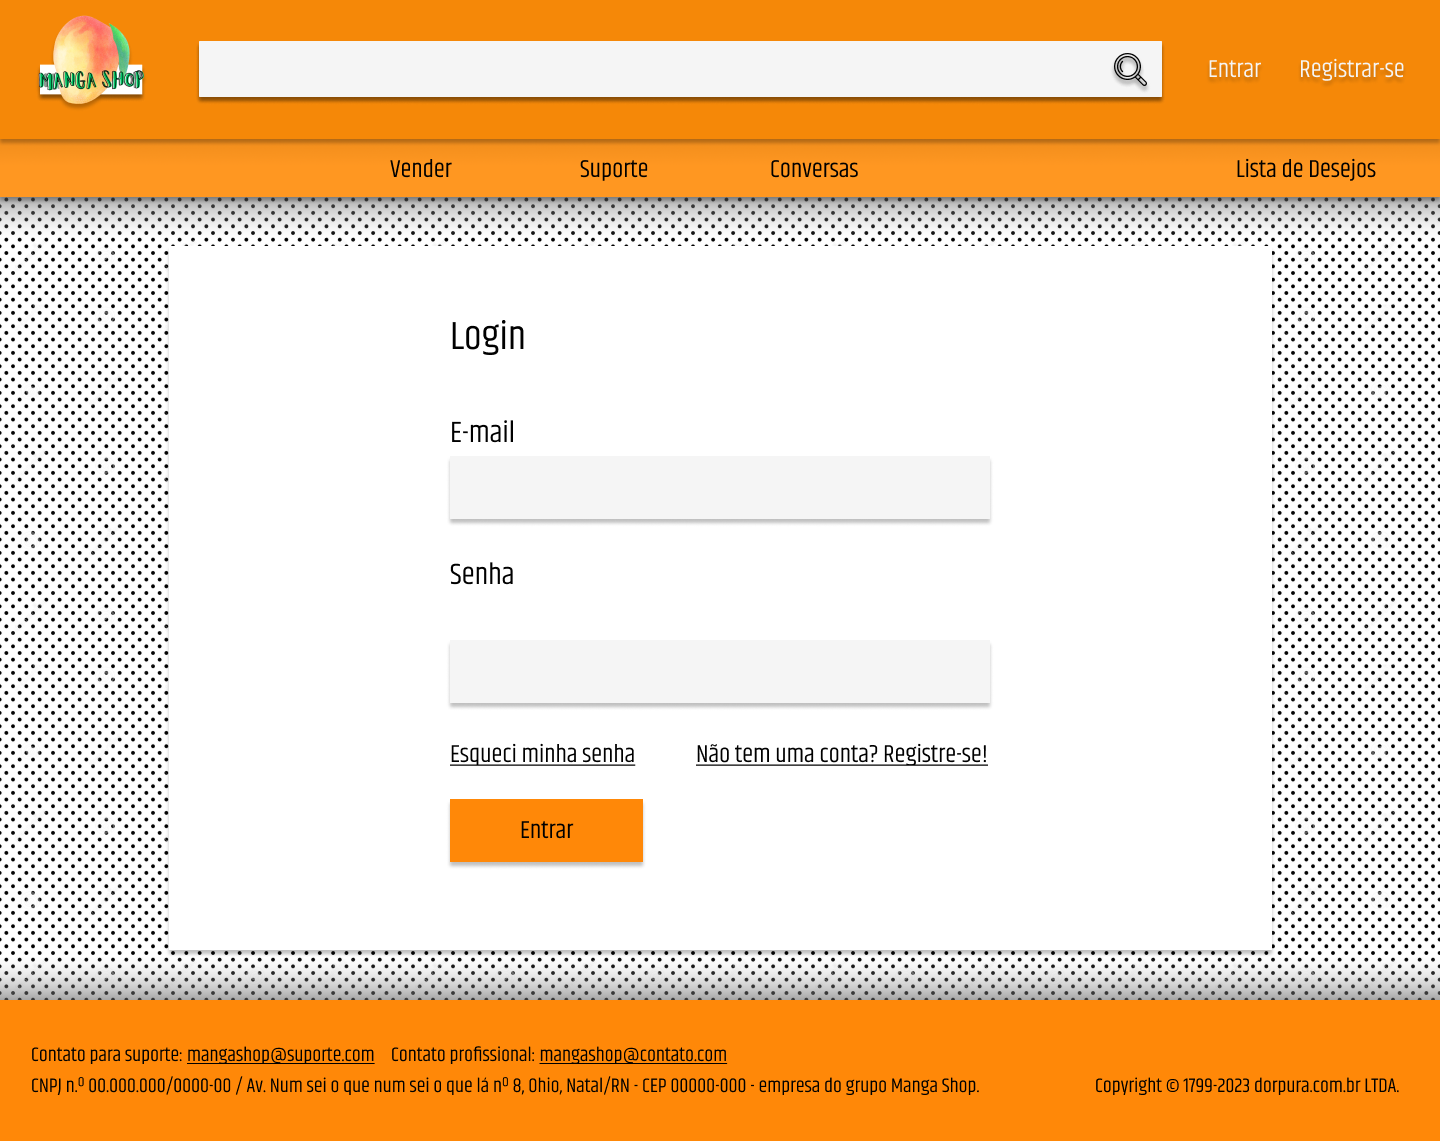 MANGA SHOP
Entrar
Registrar-se
Vender
Suporte
Conversas
Lista de Desejos
Login
E-mail
Senha
Esqueci minha senha
Não tem uma conta? Registre-se!
Entrar
Contato para suporte: mangashop@suporte.com Contato profissional: mangashop@contato.com
CNPJ n.º 00.000.000/0000-00 / Av. Num sei o que num sei o que lá nº 8, Ohio, Natal/RN - CEP 00000-000 - empresa do grupo Manga Shop.
Copyright © 1799-2023 dorpura.com.br LTDA.